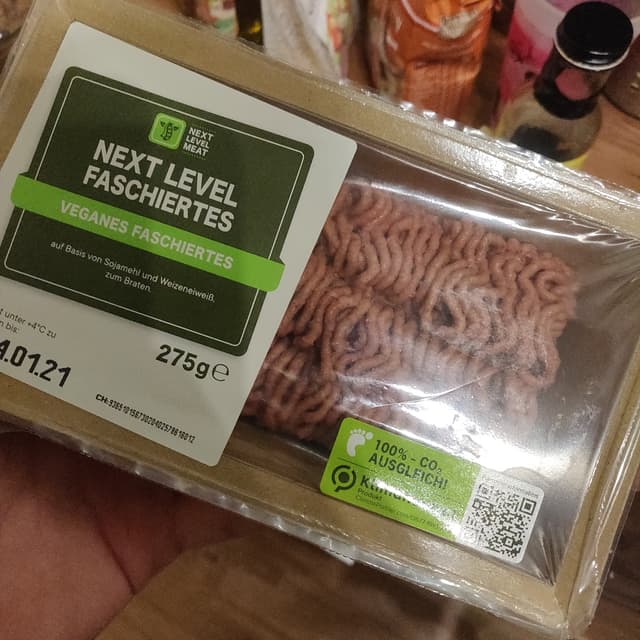 NEXT
LEVEL
MEAT
NEXT LEVEL
FASCHIERTES
VEGANES FASCHIERTES
auf Basis von Sojamehl und Weizeneiweiß,
zum Braten.
unter +4°C zu
bis:
4.01.21
275g ℮
100% - CO₂
AUSGLEICH!
Produkt